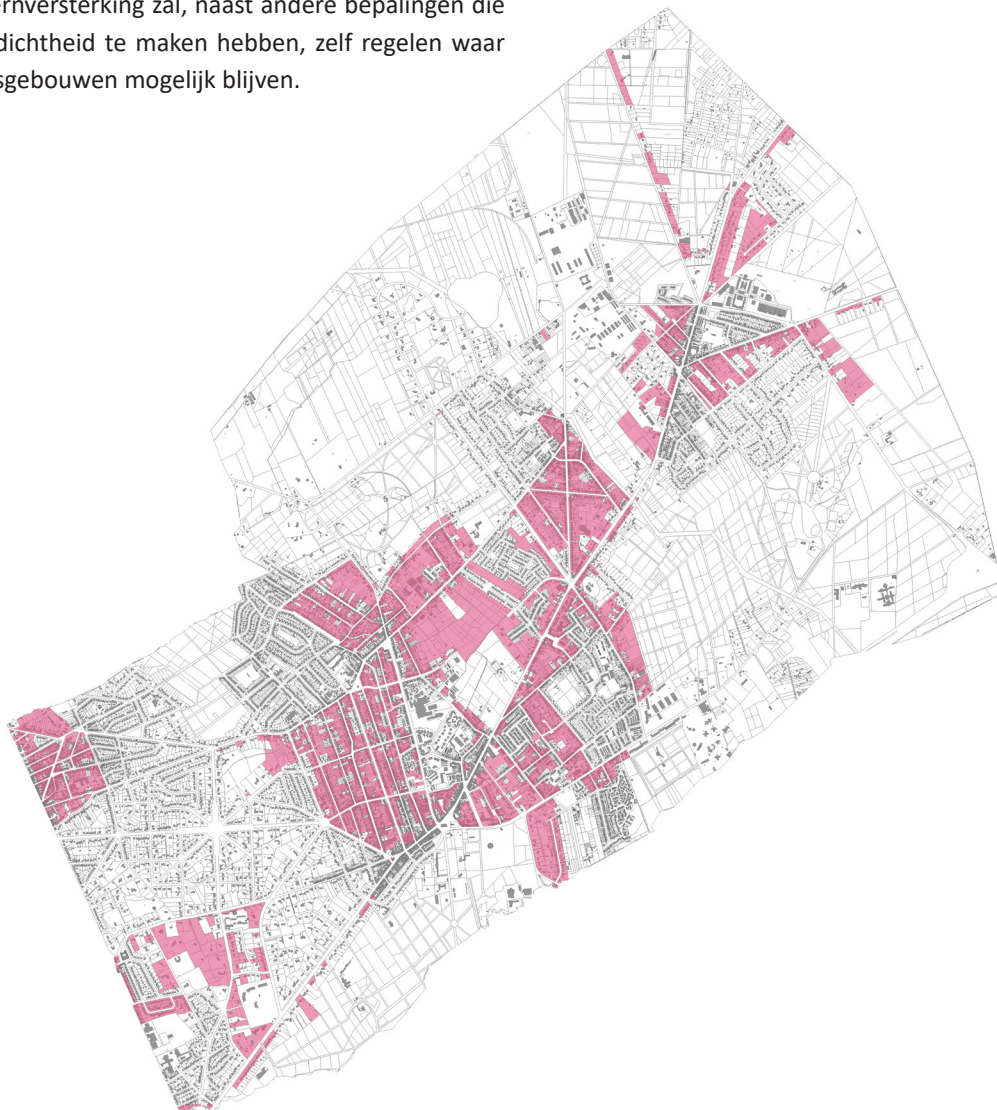 ernversterking zal, naast andere bepalingen die
dichtheid te maken hebben, zelf regelen waar
sgebouwen mogelijk blijven.